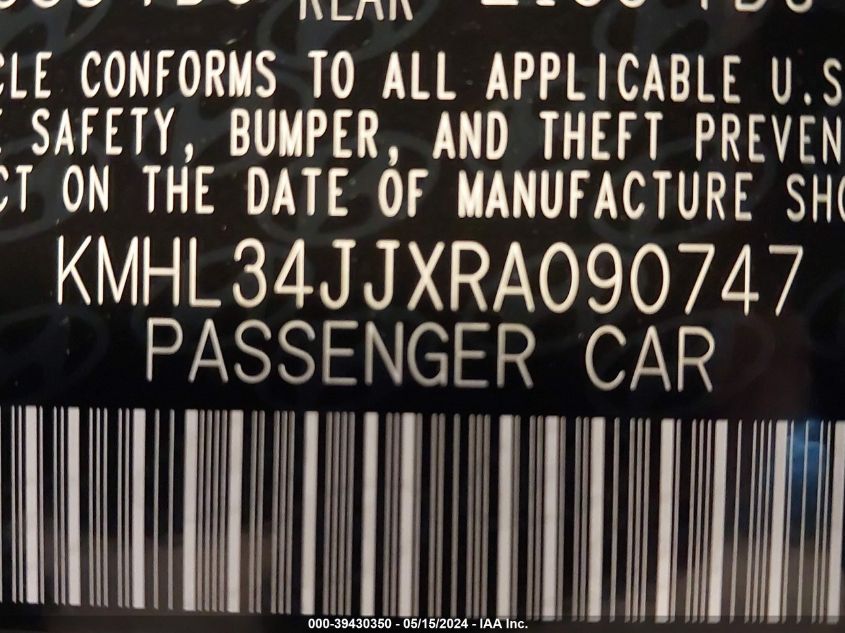 REAR
CLE CONFORMS TO ALL APPLICABLE U.S
E SAFETY, BUMPER, AND THEFT PREVEN
CT ON THE DATE OF MANUFACTURE SHO
KMHL34JJXRA090747
PASSENGER CAR
000-39430350 - 05/15/2024 - IAA Inc.